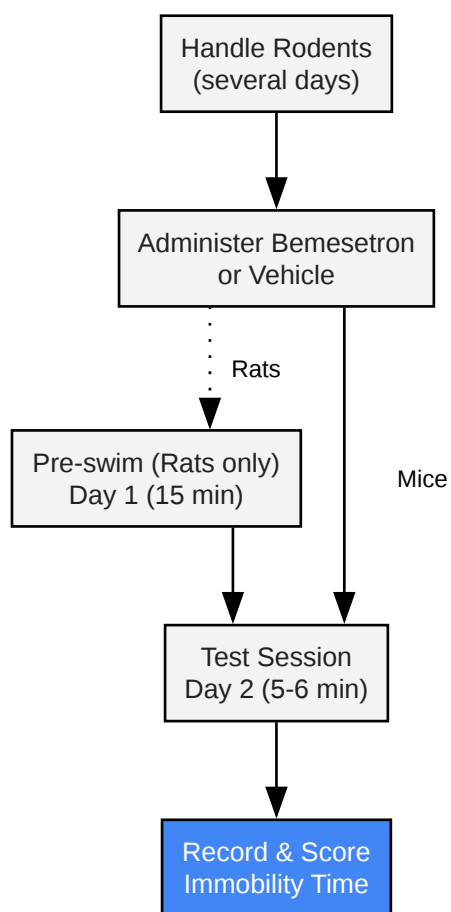 Handle Rodents
(several days)
Administer Bemesetron
or Vehicle
Rats
Pre-swim (Rats only)
Day 1 (15 min)
Mice
Test Session
Day 2 (5-6 min)
Record & Score
Immobility Time